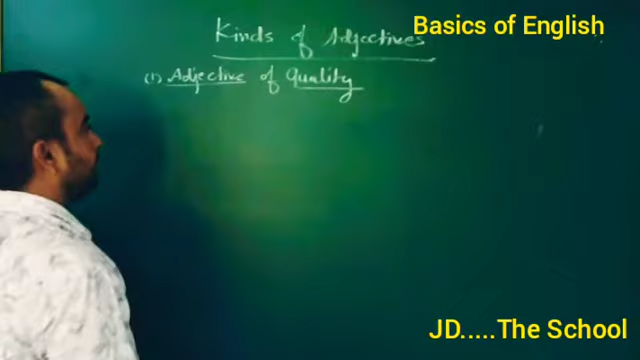 Basics of English
Kinds of Adjectives
(1) Adjective of Quality
JD.....The School